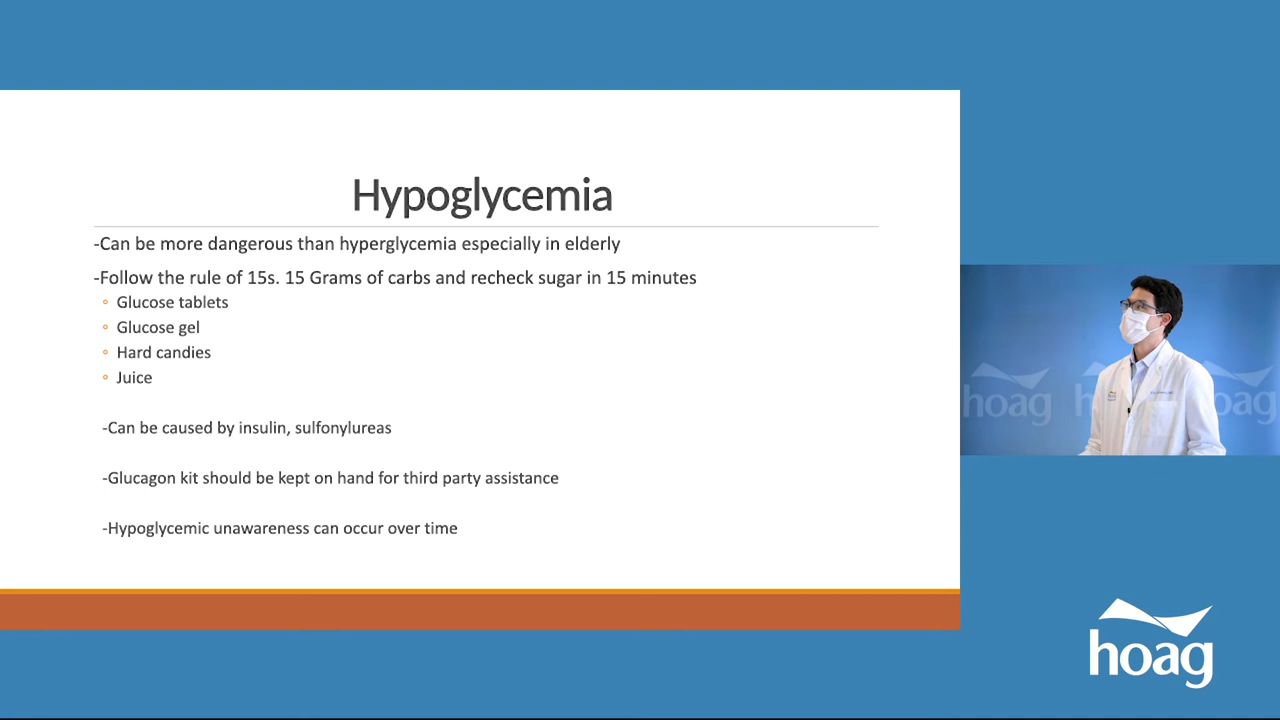 Hypoglycemia
-Can be more dangerous than hyperglycemia especially in elderly
-Follow the rule of 15s. 15 Grams of carbs and recheck sugar in 15 minutes
Glucose tablets
Glucose gel
Hard candies
Juice
-Can be caused by insulin, sulfonylureas
-Glucagon kit should be kept on hand for third party assistance
-Hypoglycemic unawareness can occur over time
hoag
hoag
hoag